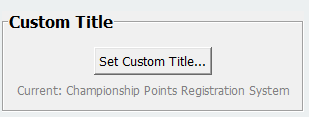 Custom Title
Set Custom Title...
Current: Championship Points Registration System